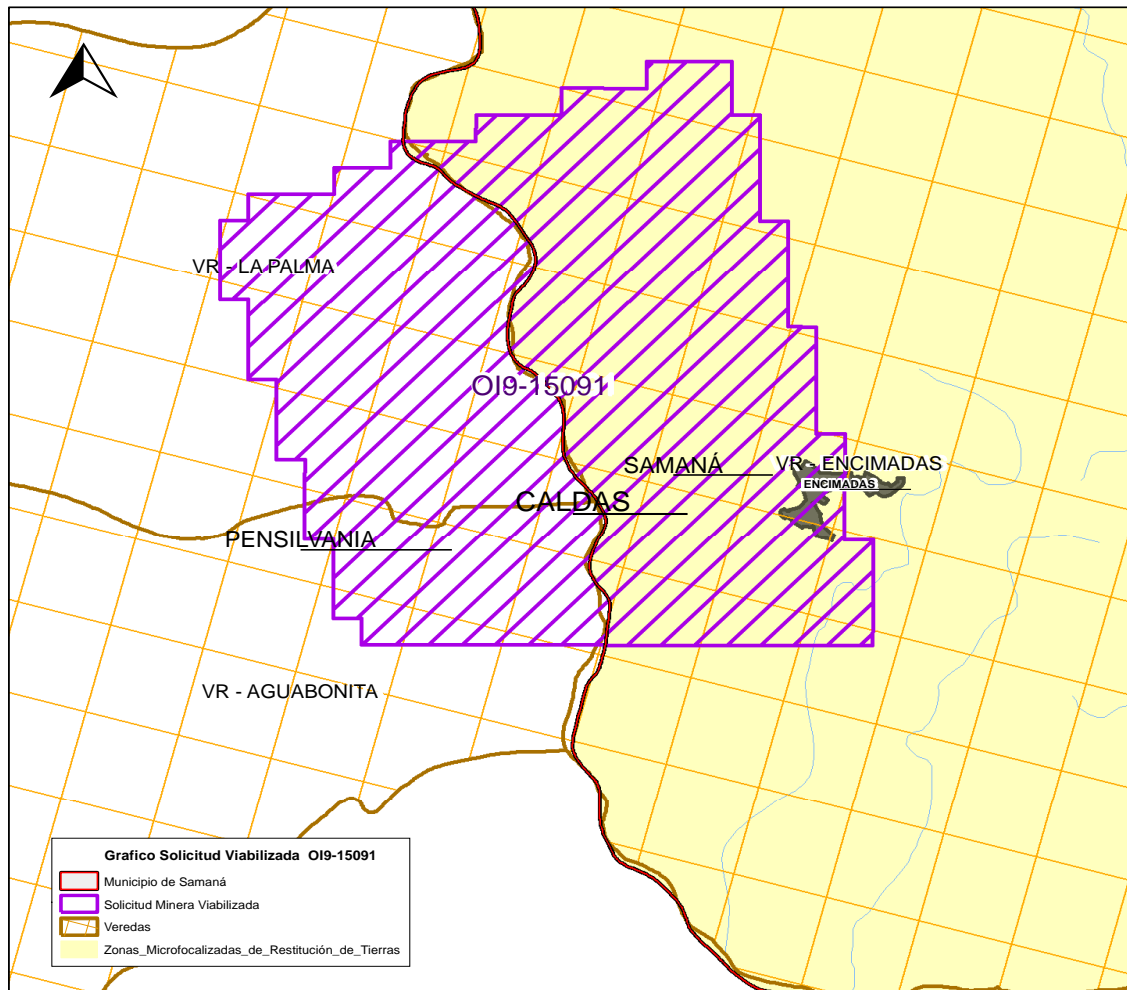 VR - LA PALMA
OI9-15091
SAMANÁ
VR - ENCIMADAS
ENCIMADAS
CALDAS
PENSILVANIA
VR - AGUABONITA
Grafico Solicitud Viabilizada OI9-15091
Municipio de Samaná
Solicitud Minera Viabilizada
Veredas
Zonas_Microfocalizadas_de_Restitución_de_Tierras